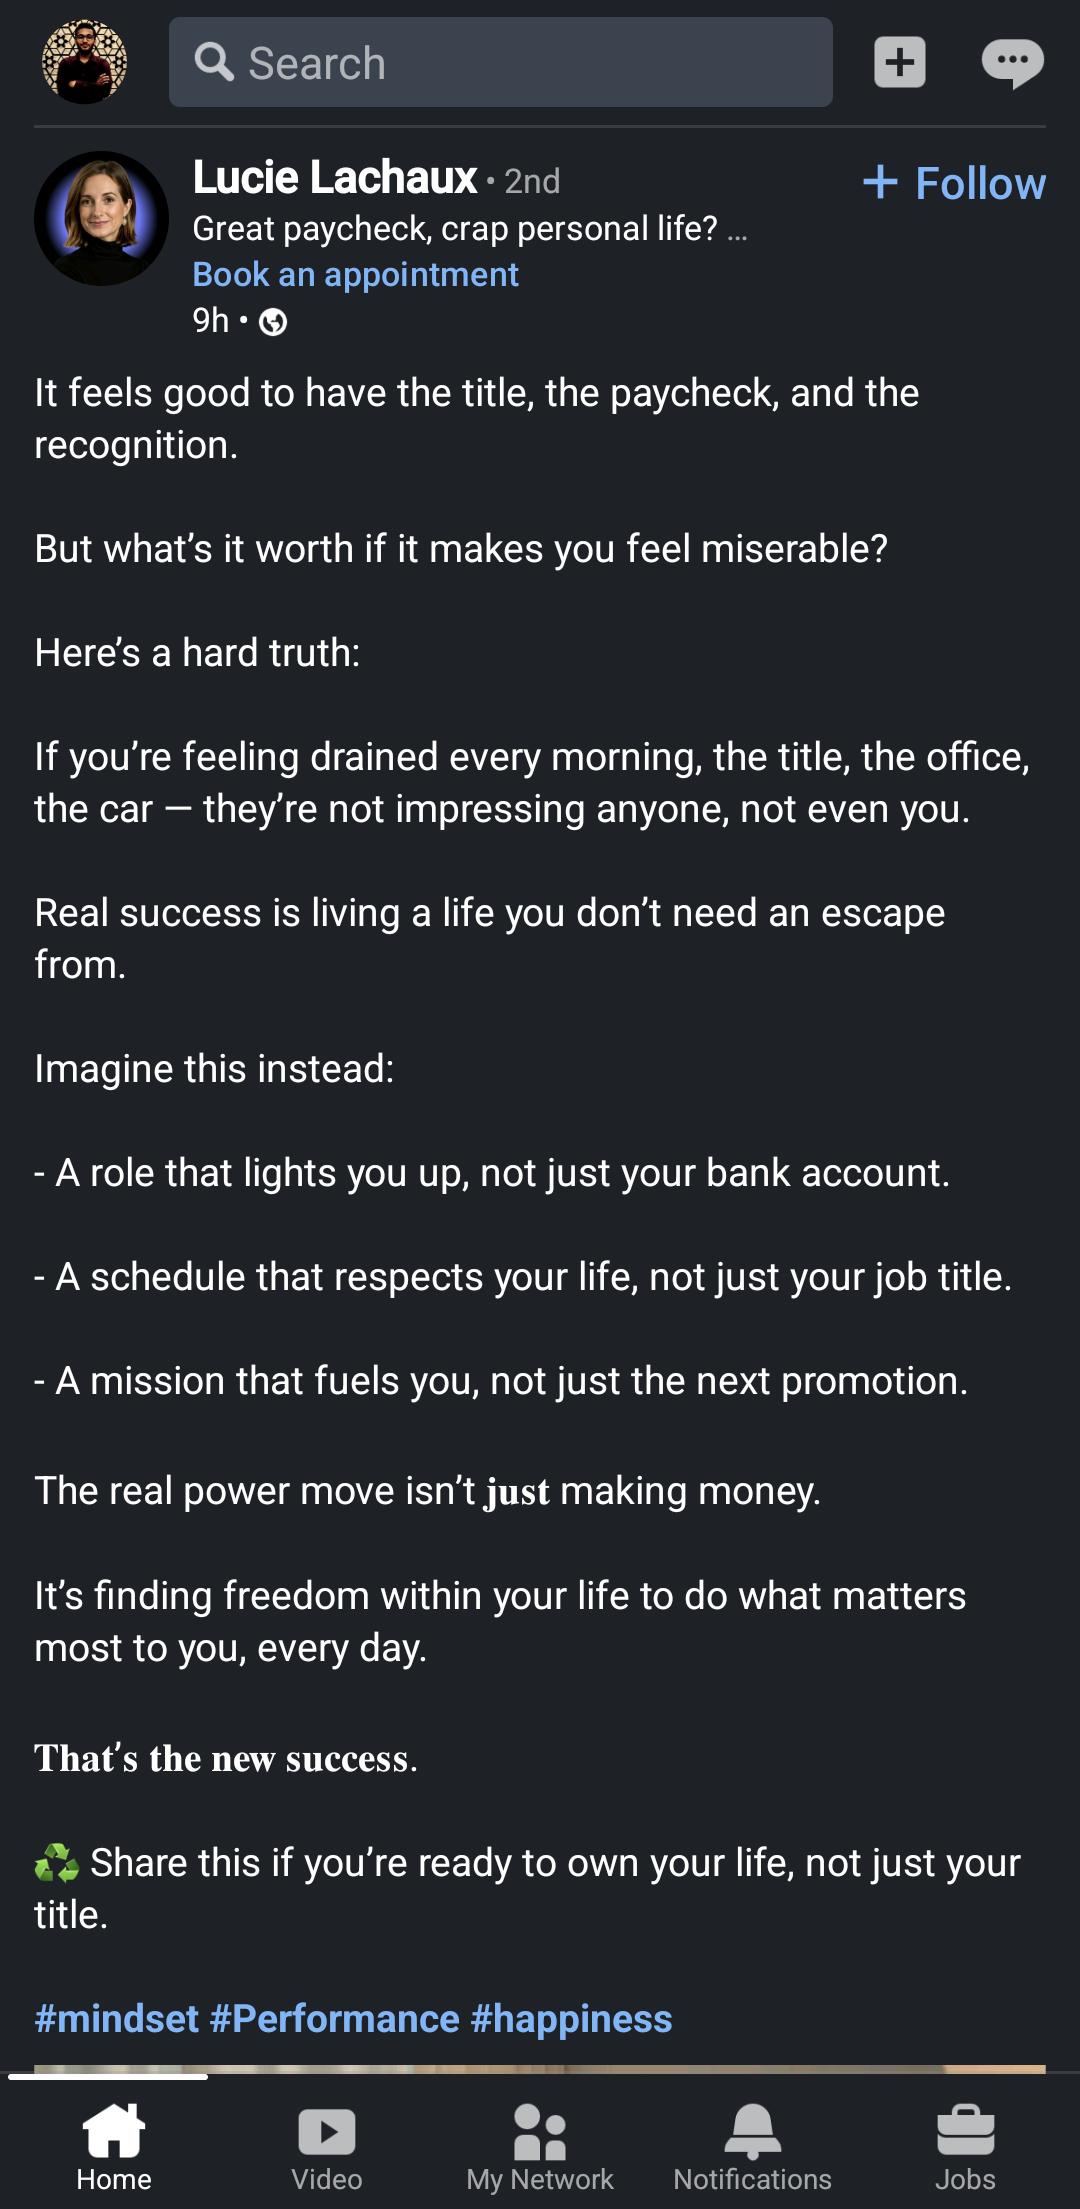 Search
Lucie Lachaux • 2nd
+ Follow
Great paycheck, crap personal life? ...
Book an appointment
9h •
It feels good to have the title, the paycheck, and the
recognition.
But what’s it worth if it makes you feel miserable?
Here’s a hard truth:
If you’re feeling drained every morning, the title, the office,
the car — they’re not impressing anyone, not even you.
Real success is living a life you don’t need an escape
from.
Imagine this instead:
- A role that lights you up, not just your bank account.
- A schedule that respects your life, not just your job title.
- A mission that fuels you, not just the next promotion.
The real power move isn’t just making money.
It’s finding freedom within your life to do what matters
most to you, every day.
That’s the new success.
♻️ Share this if you’re ready to own your life, not just your
title.
#mindset #Performance #happiness
Home Video My Network Notifications Jobs